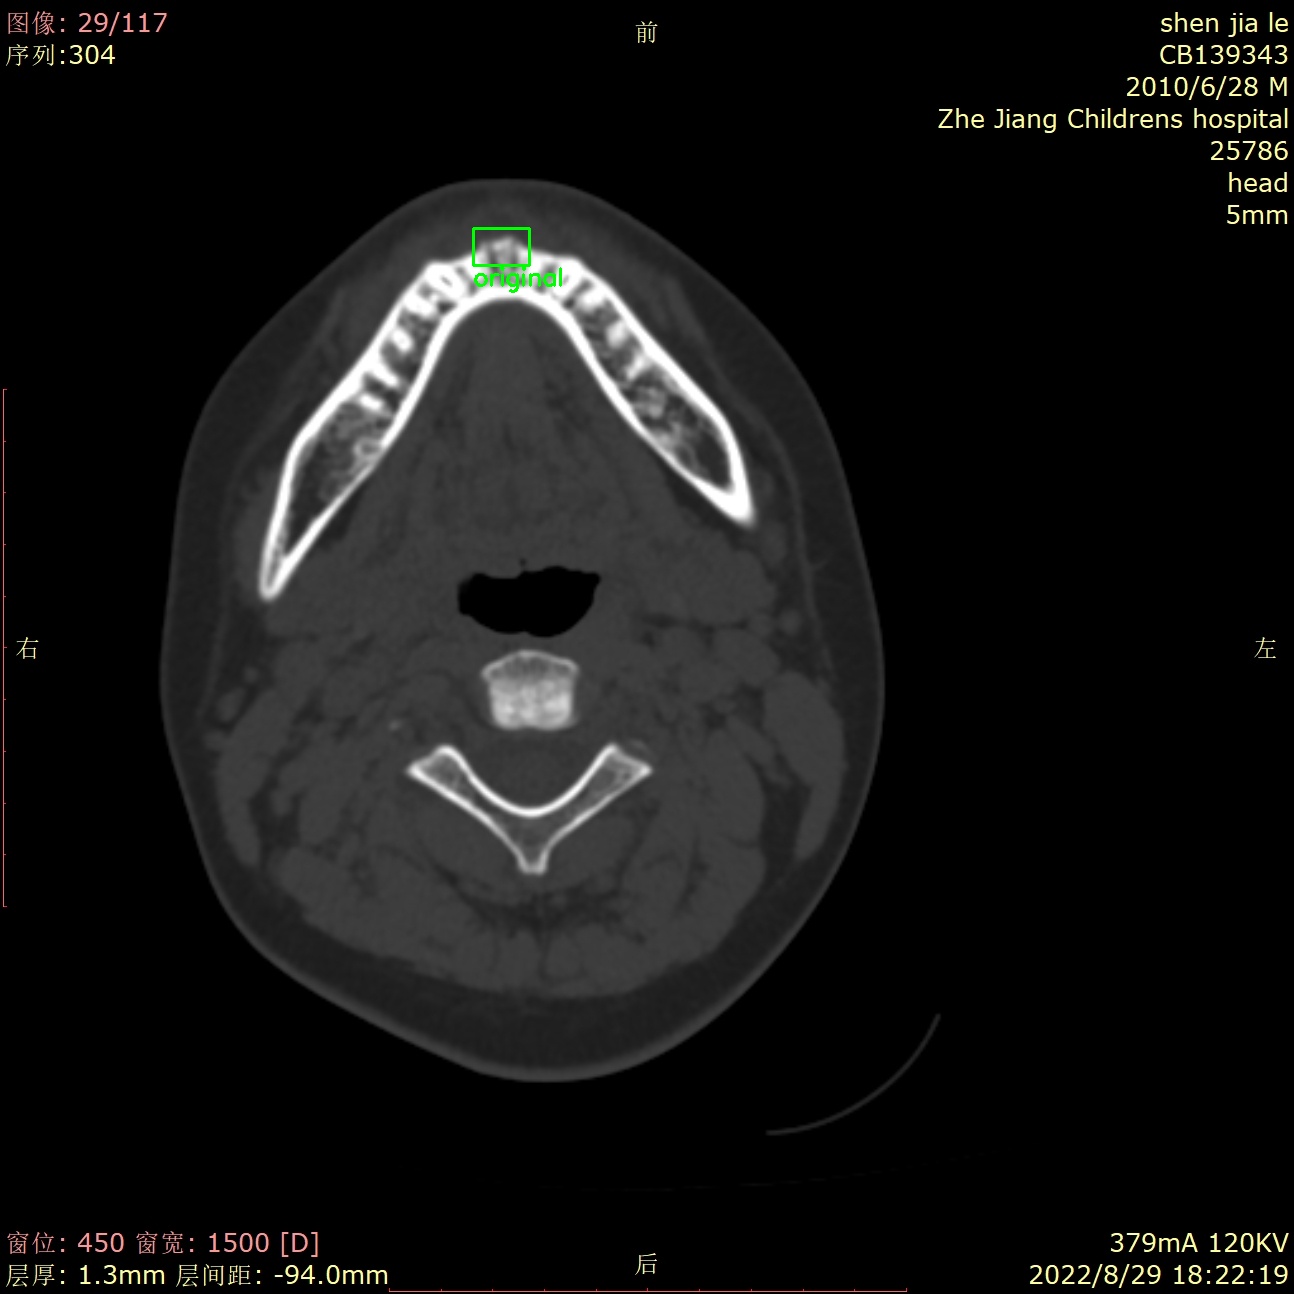 图像: 29/117
序列:304
前
shen jia le
CB139343
2010/6/28 M
Zhe Jiang Childrens hospital
25786
head
5mm
original
右
左
窗位: 450 窗宽: 1500 [D]
层厚: 1.3mm 层间距: -94.0mm
后
379mA 120KV
2022/8/29 18:22:19